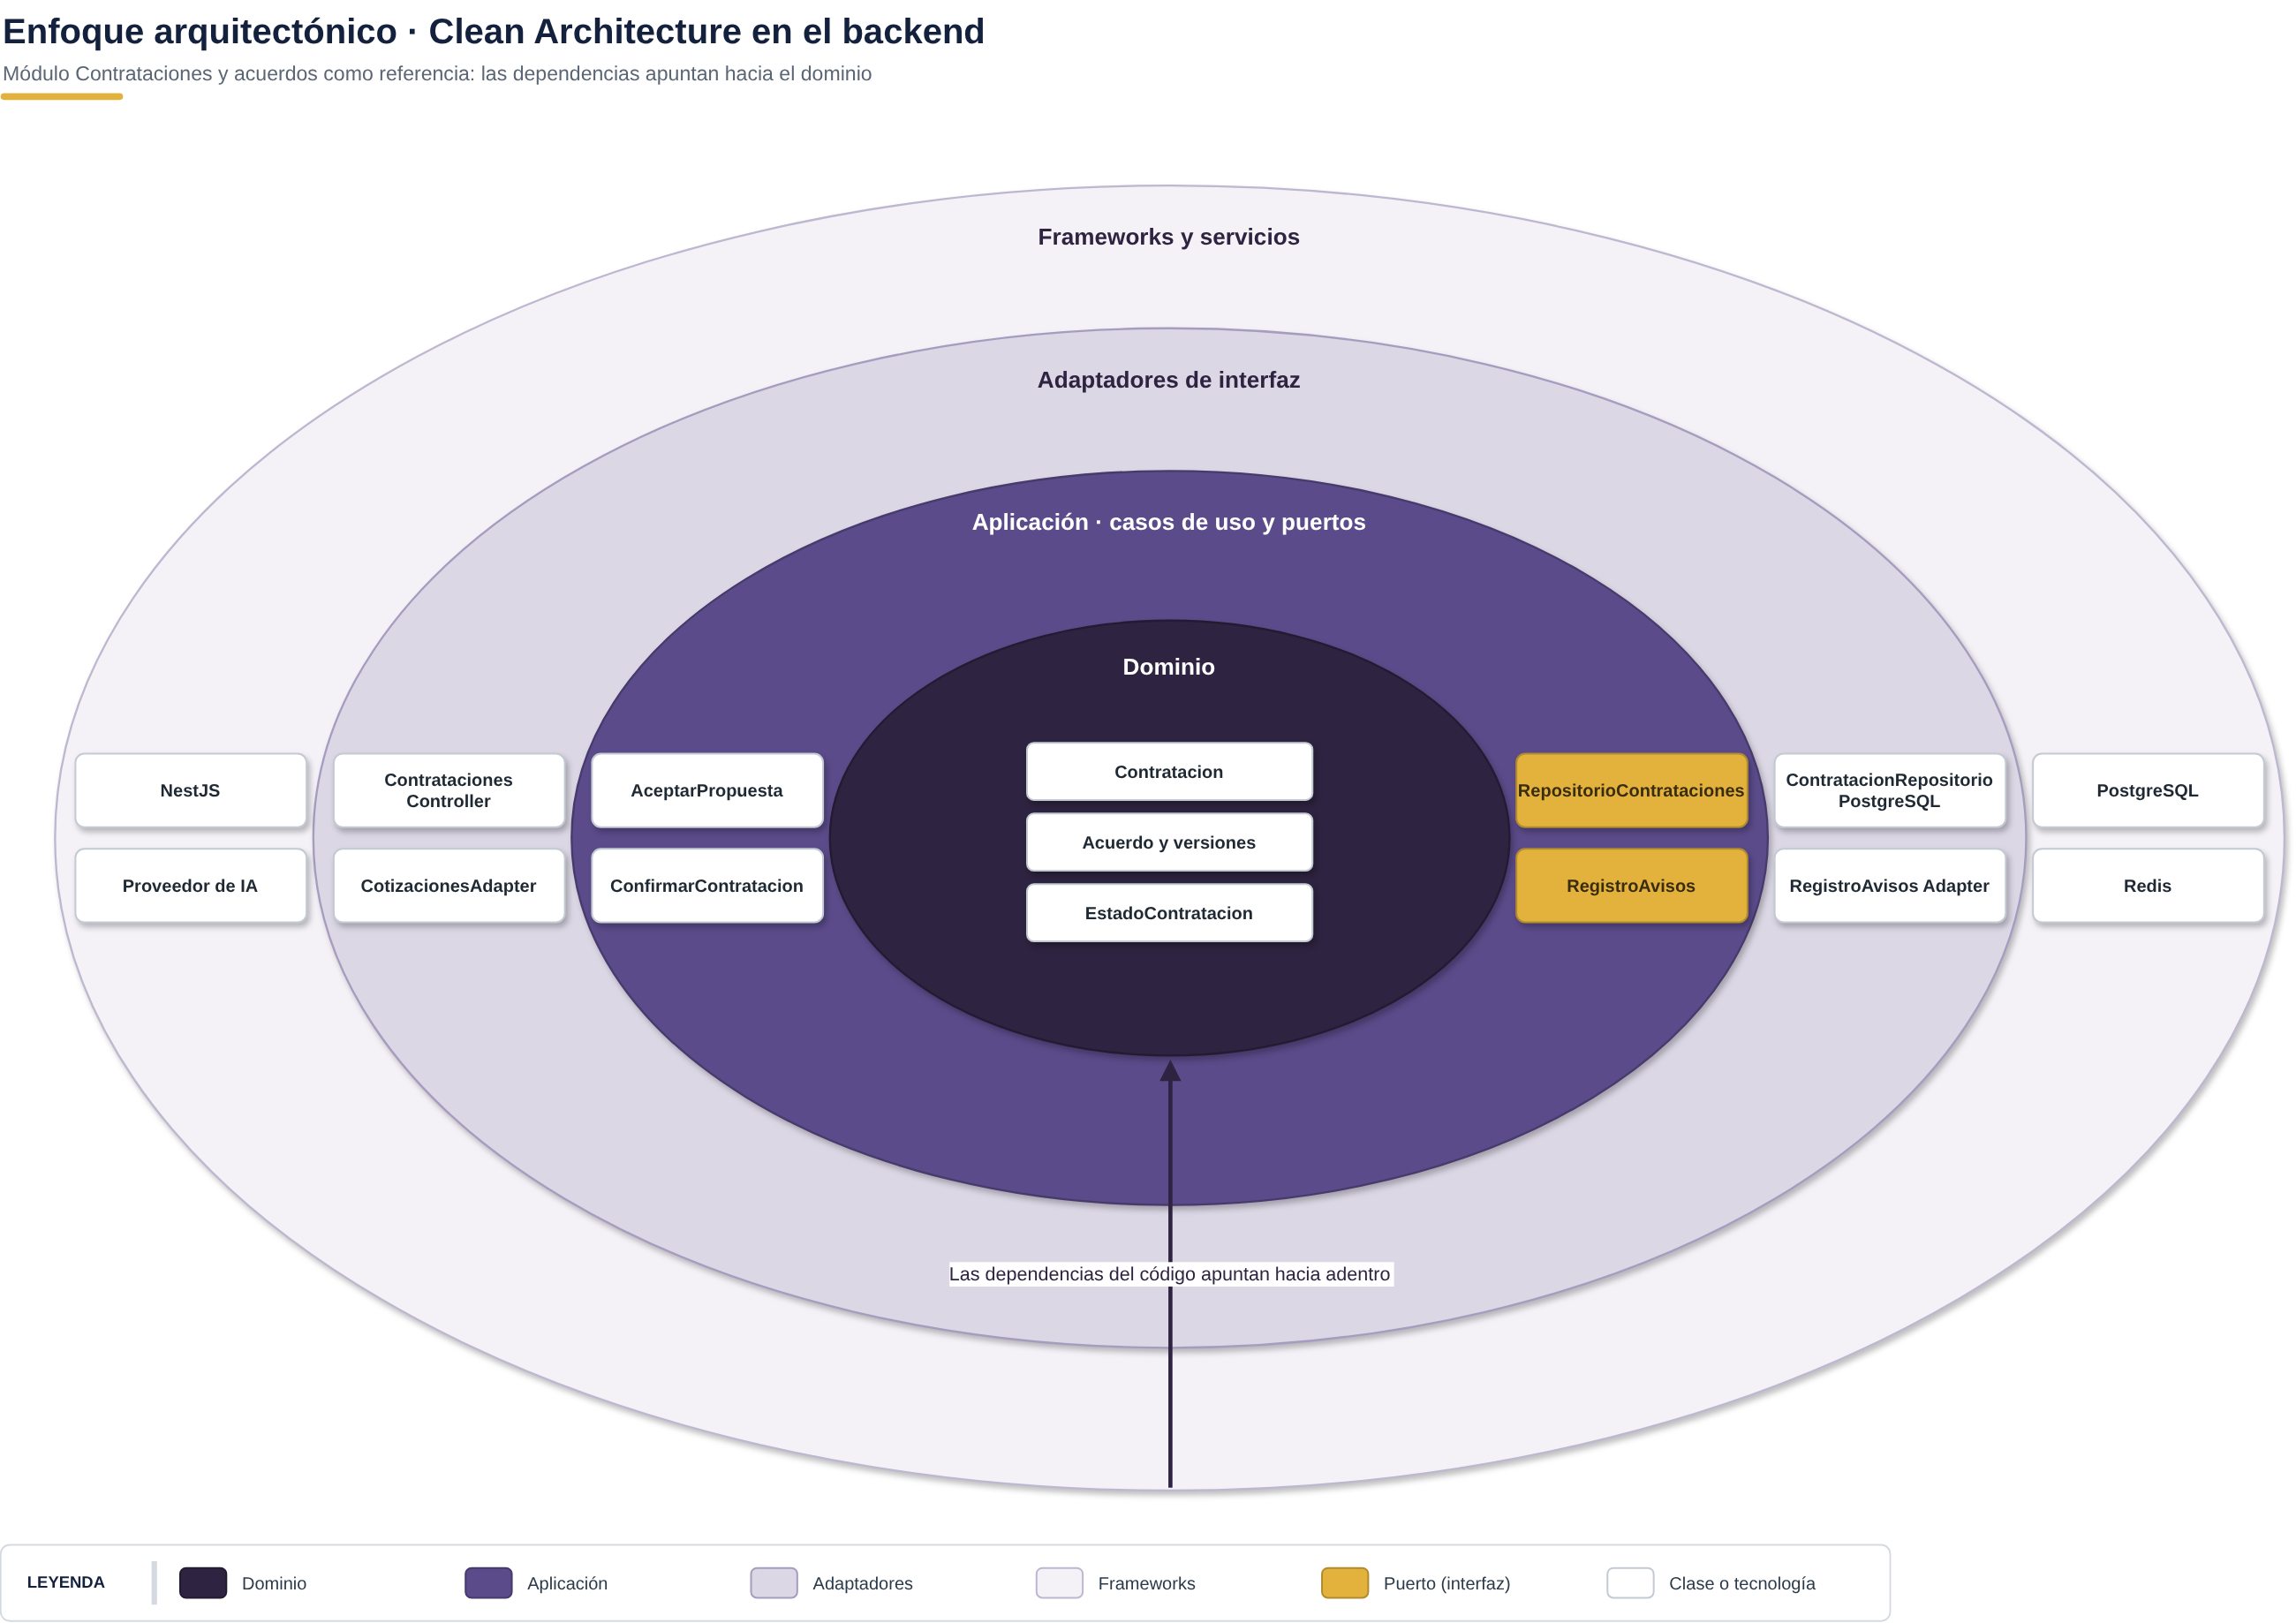 Enfoque arquitectónico · Clean Architecture en el backend
Módulo Contrataciones y acuerdos como referencia: las dependencias apuntan hacia el dominio
Frameworks y servicios
Adaptadores de interfaz
Aplicación · casos de uso y puertos
Dominio
NestJS
Proveedor de IA
Contrataciones
Controller
CotizacionesAdapter
AceptarPropuesta
ConfirmarContratacion
Contratacion
Acuerdo y versiones
EstadoContratacion
RepositorioContrataciones
RegistroAvisos
ContratacionRepositorio
PostgreSQL
RegistroAvisos Adapter
PostgreSQL
Redis
Las dependencias del código apuntan hacia adentro
LEYENDA
Dominio
Aplicación
Adaptadores
Frameworks
Puerto (interfaz)
Clase o tecnología